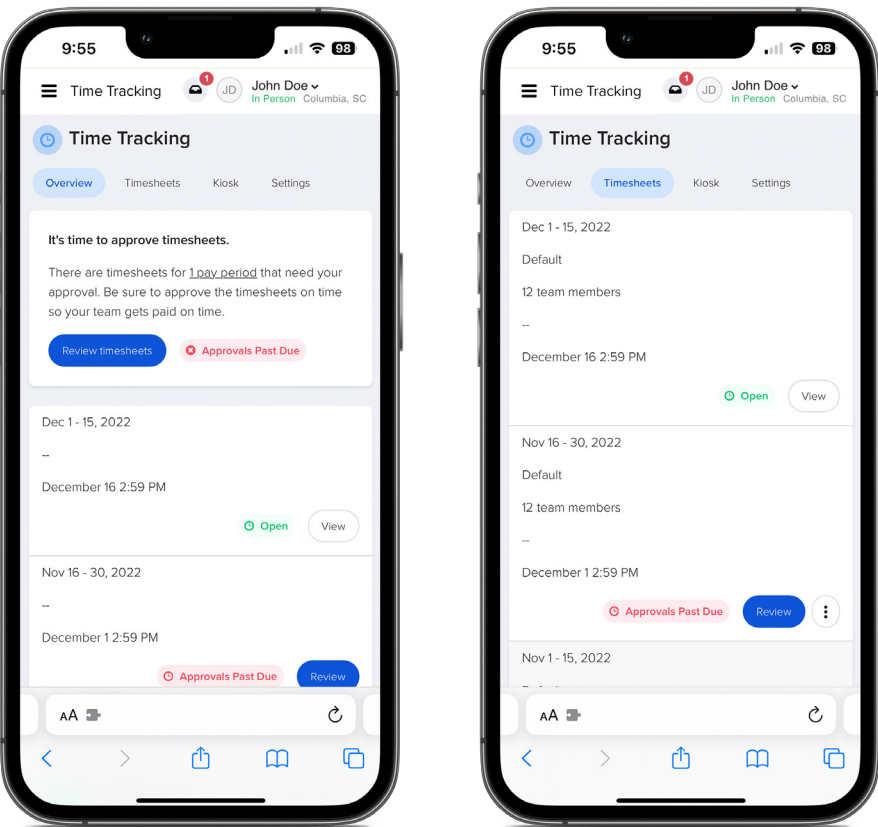 9:55
98
Time Tracking
1
JD
John Doe
In Person Columbia, SC
Time Tracking
Overview Timesheets Kiosk Settings
It's time to approve timesheets.
There are timesheets for 1 pay period that need your
approval. Be sure to approve the timesheets on time
so your team gets paid on time.
Review timesheets Approvals Past Due
Dec 1 - 15, 2022
--
December 16 2:59 PM
Open View
Nov 16 - 30, 2022
--
December 1 2:59 PM
Approvals Past Due Review
AA
9:55
98
Time Tracking
1
JD
John Doe
In Person Columbia, SC
Time Tracking
Overview Timesheets Kiosk Settings
Dec 1 - 15, 2022
Default
12 team members
--
December 16 2:59 PM
Open View
Nov 16 - 30, 2022
Default
12 team members
--
December 1 2:59 PM
Approvals Past Due Review
Nov 1 - 15, 2022
AA